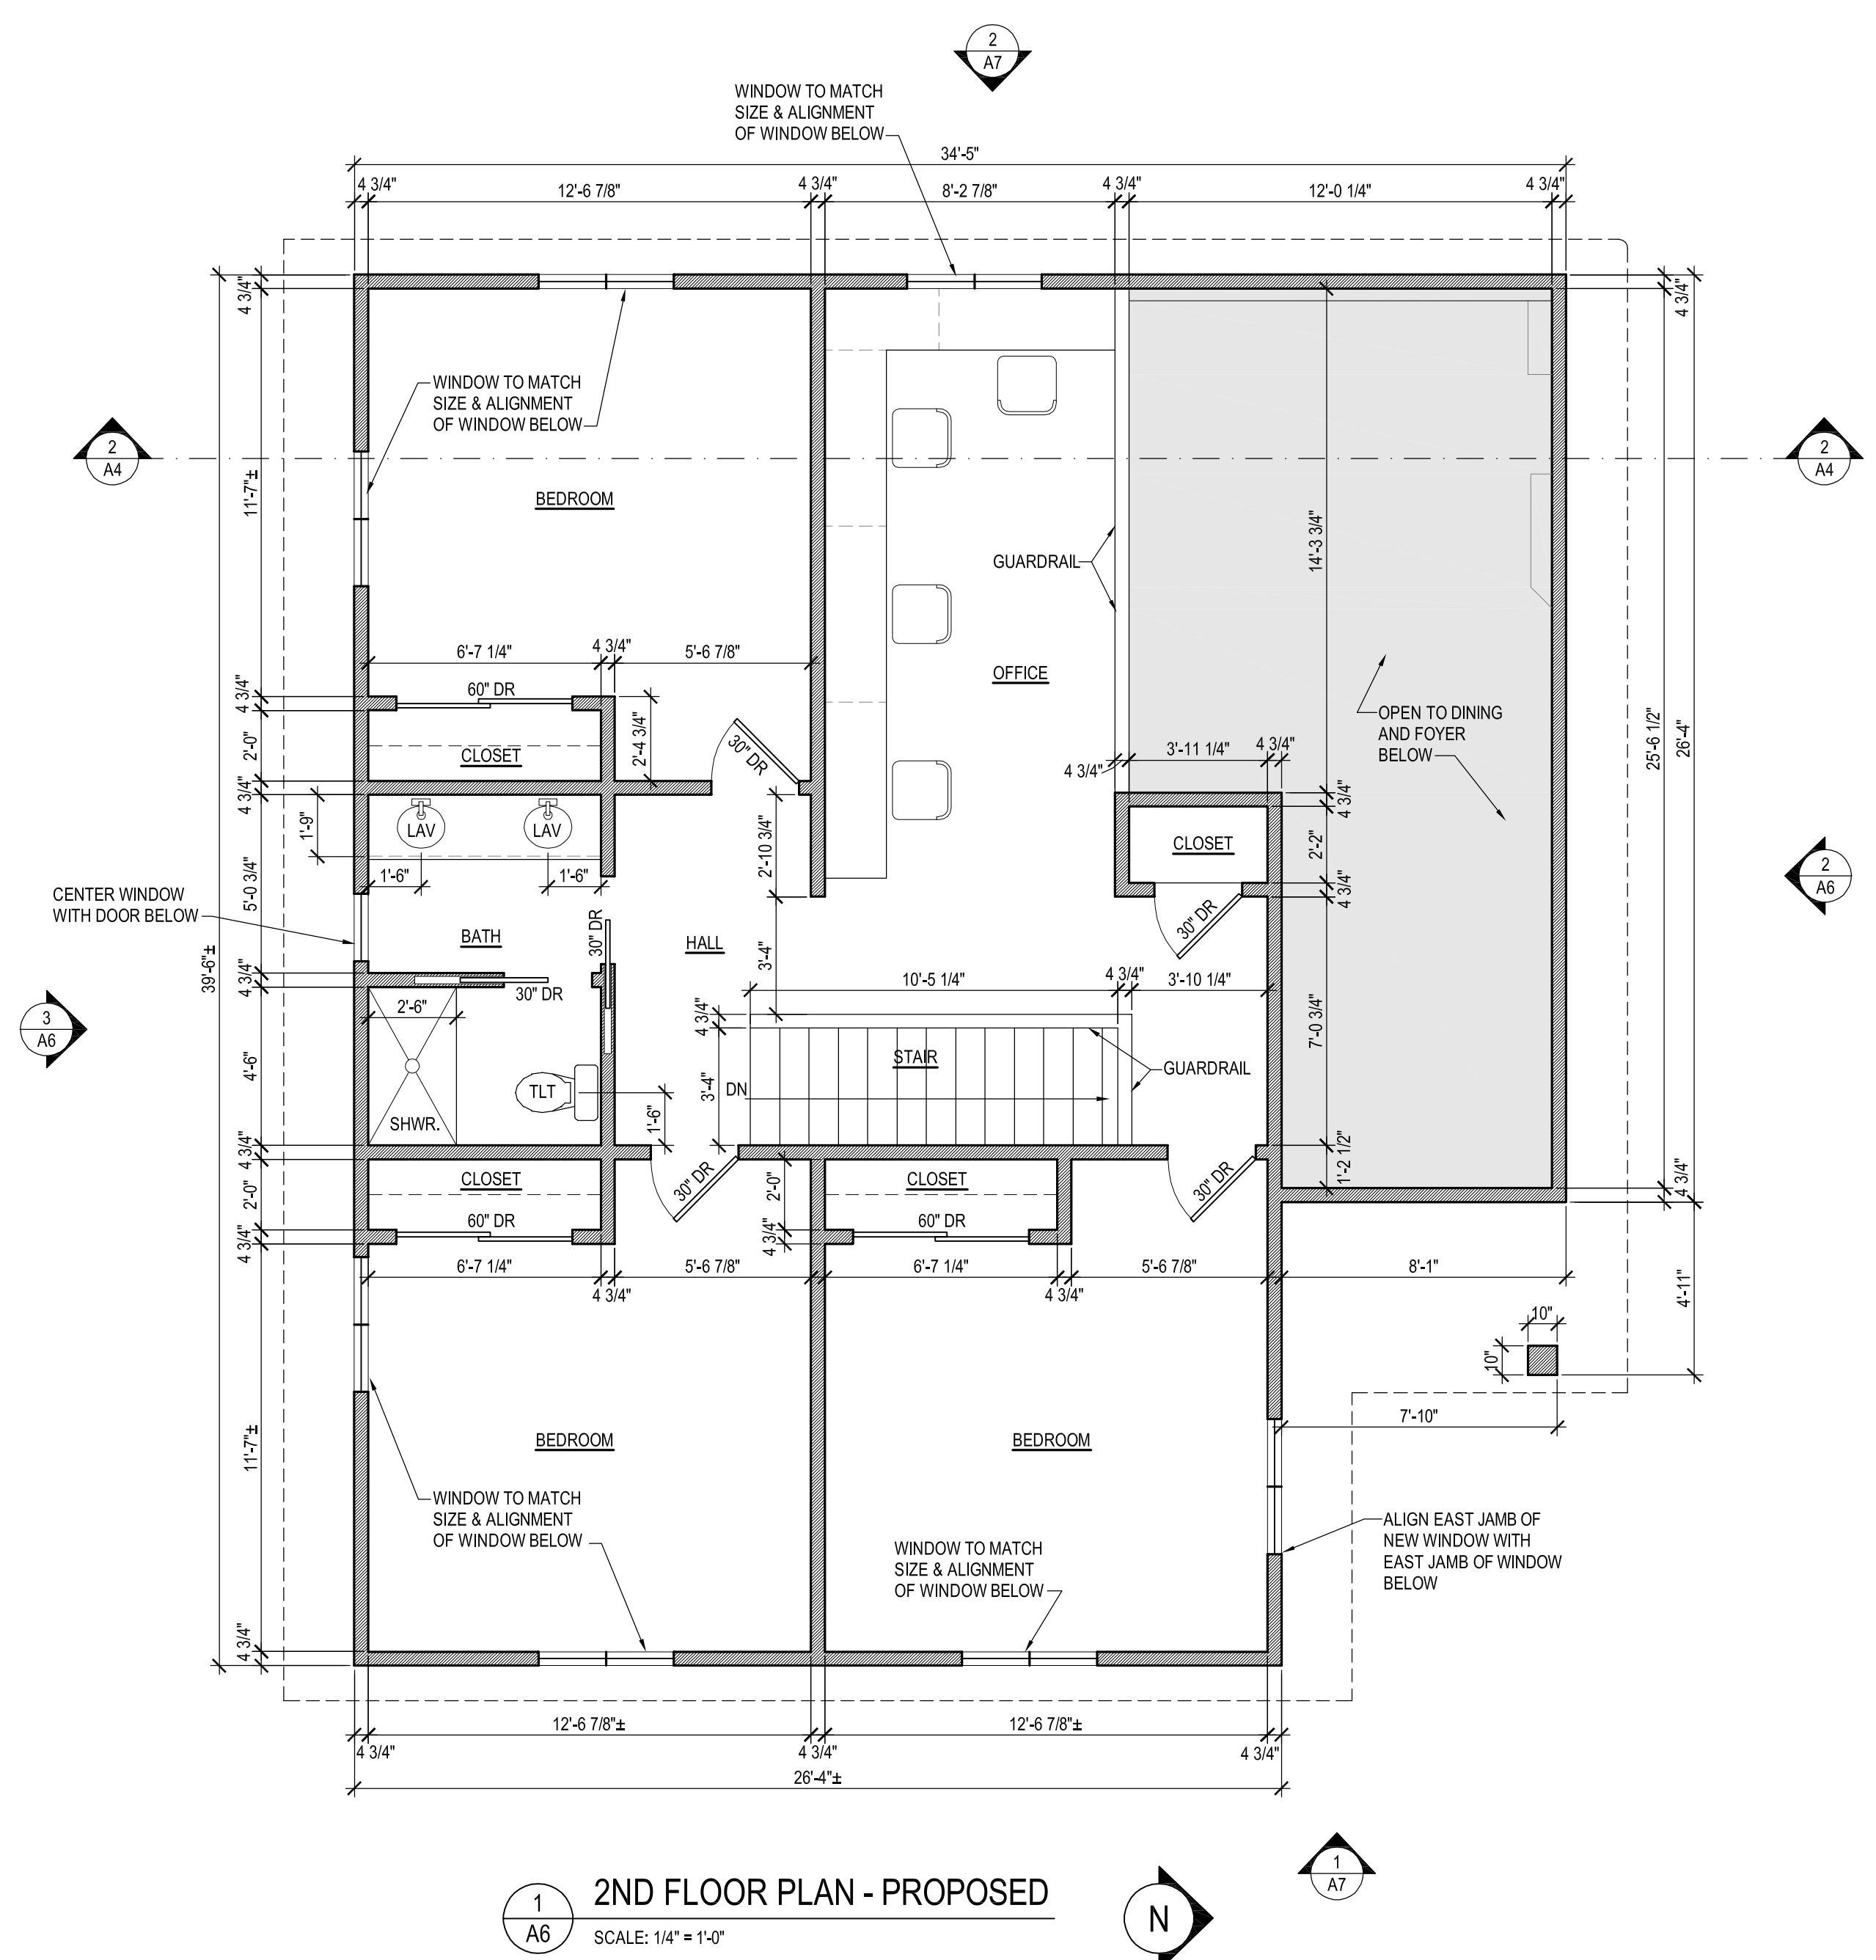 2
A7
WINDOW TO MATCH
SIZE & ALIGNMENT
OF WINDOW BELOW
34'-5"
4 3/4"
12'-6 7/8"
4 3/4"
8'-2 7/8"
4 3/4"
12'-0 1/4"
4 3/4"
4 3/4"
4 3/4"
WINDOW TO MATCH
SIZE & ALIGNMENT
OF WINDOW BELOW
2
A4
2
A4
11'-7"±
BEDROOM
14'-3 3/4"
GUARDRAIL
6'-7 1/4"
4 3/4"
5'-6 7/8"
OFFICE
60" DR
4 3/4"
OPEN TO DINING
AND FOYER
BELOW
25'-6 1/2"
26'-4"
2'-0"
CLOSET
2'-4 3/4"
30" DR
3'-11 1/4"
4 3/4"
4 3/4"
4 3/4"
4 3/4"
1'-9"
LAV
LAV
2'-10 3/4"
CLOSET
2'-2"
4 3/4"
2
A6
1'-6"
1'-6"
5'-0 3/4"
CENTER WINDOW
WITH DOOR BELOW
30" DR
30" DR
BATH
HALL
3'-4"
39'-6"±
4 3/4"
30" DR
10'-5 1/4"
4 3/4"
3'-10 1/4"
2'-6"
4 3/4"
3
A6
7'-0 3/4"
4'-6"
STAIR
GUARDRAIL
TLT
DN
3'-4"
1'-6"
SHWR.
4 3/4"
1'-2 1/2"
4 3/4"
2'-0"
CLOSET
30" DR
2'-0"
CLOSET
30" DR
60" DR
60" DR
4 3/4"
4 3/4"
6'-7 1/4"
5'-6 7/8"
6'-7 1/4"
5'-6 7/8"
8'-1"
4 3/4"
4 3/4"
4'-11"
10"
10"
7'-10"
11'-7"±
BEDROOM
BEDROOM
WINDOW TO MATCH
SIZE & ALIGNMENT
OF WINDOW BELOW
ALIGN EAST JAMB OF
NEW WINDOW WITH
EAST JAMB OF WINDOW
BELOW
WINDOW TO MATCH
SIZE & ALIGNMENT
OF WINDOW BELOW
4 3/4"
12'-6 7/8"±
12'-6 7/8"±
4 3/4"
4 3/4"
4 3/4"
26'-4"±
1
A7
1
A6
2ND FLOOR PLAN - PROPOSED
SCALE: 1/4" = 1'-0"
N